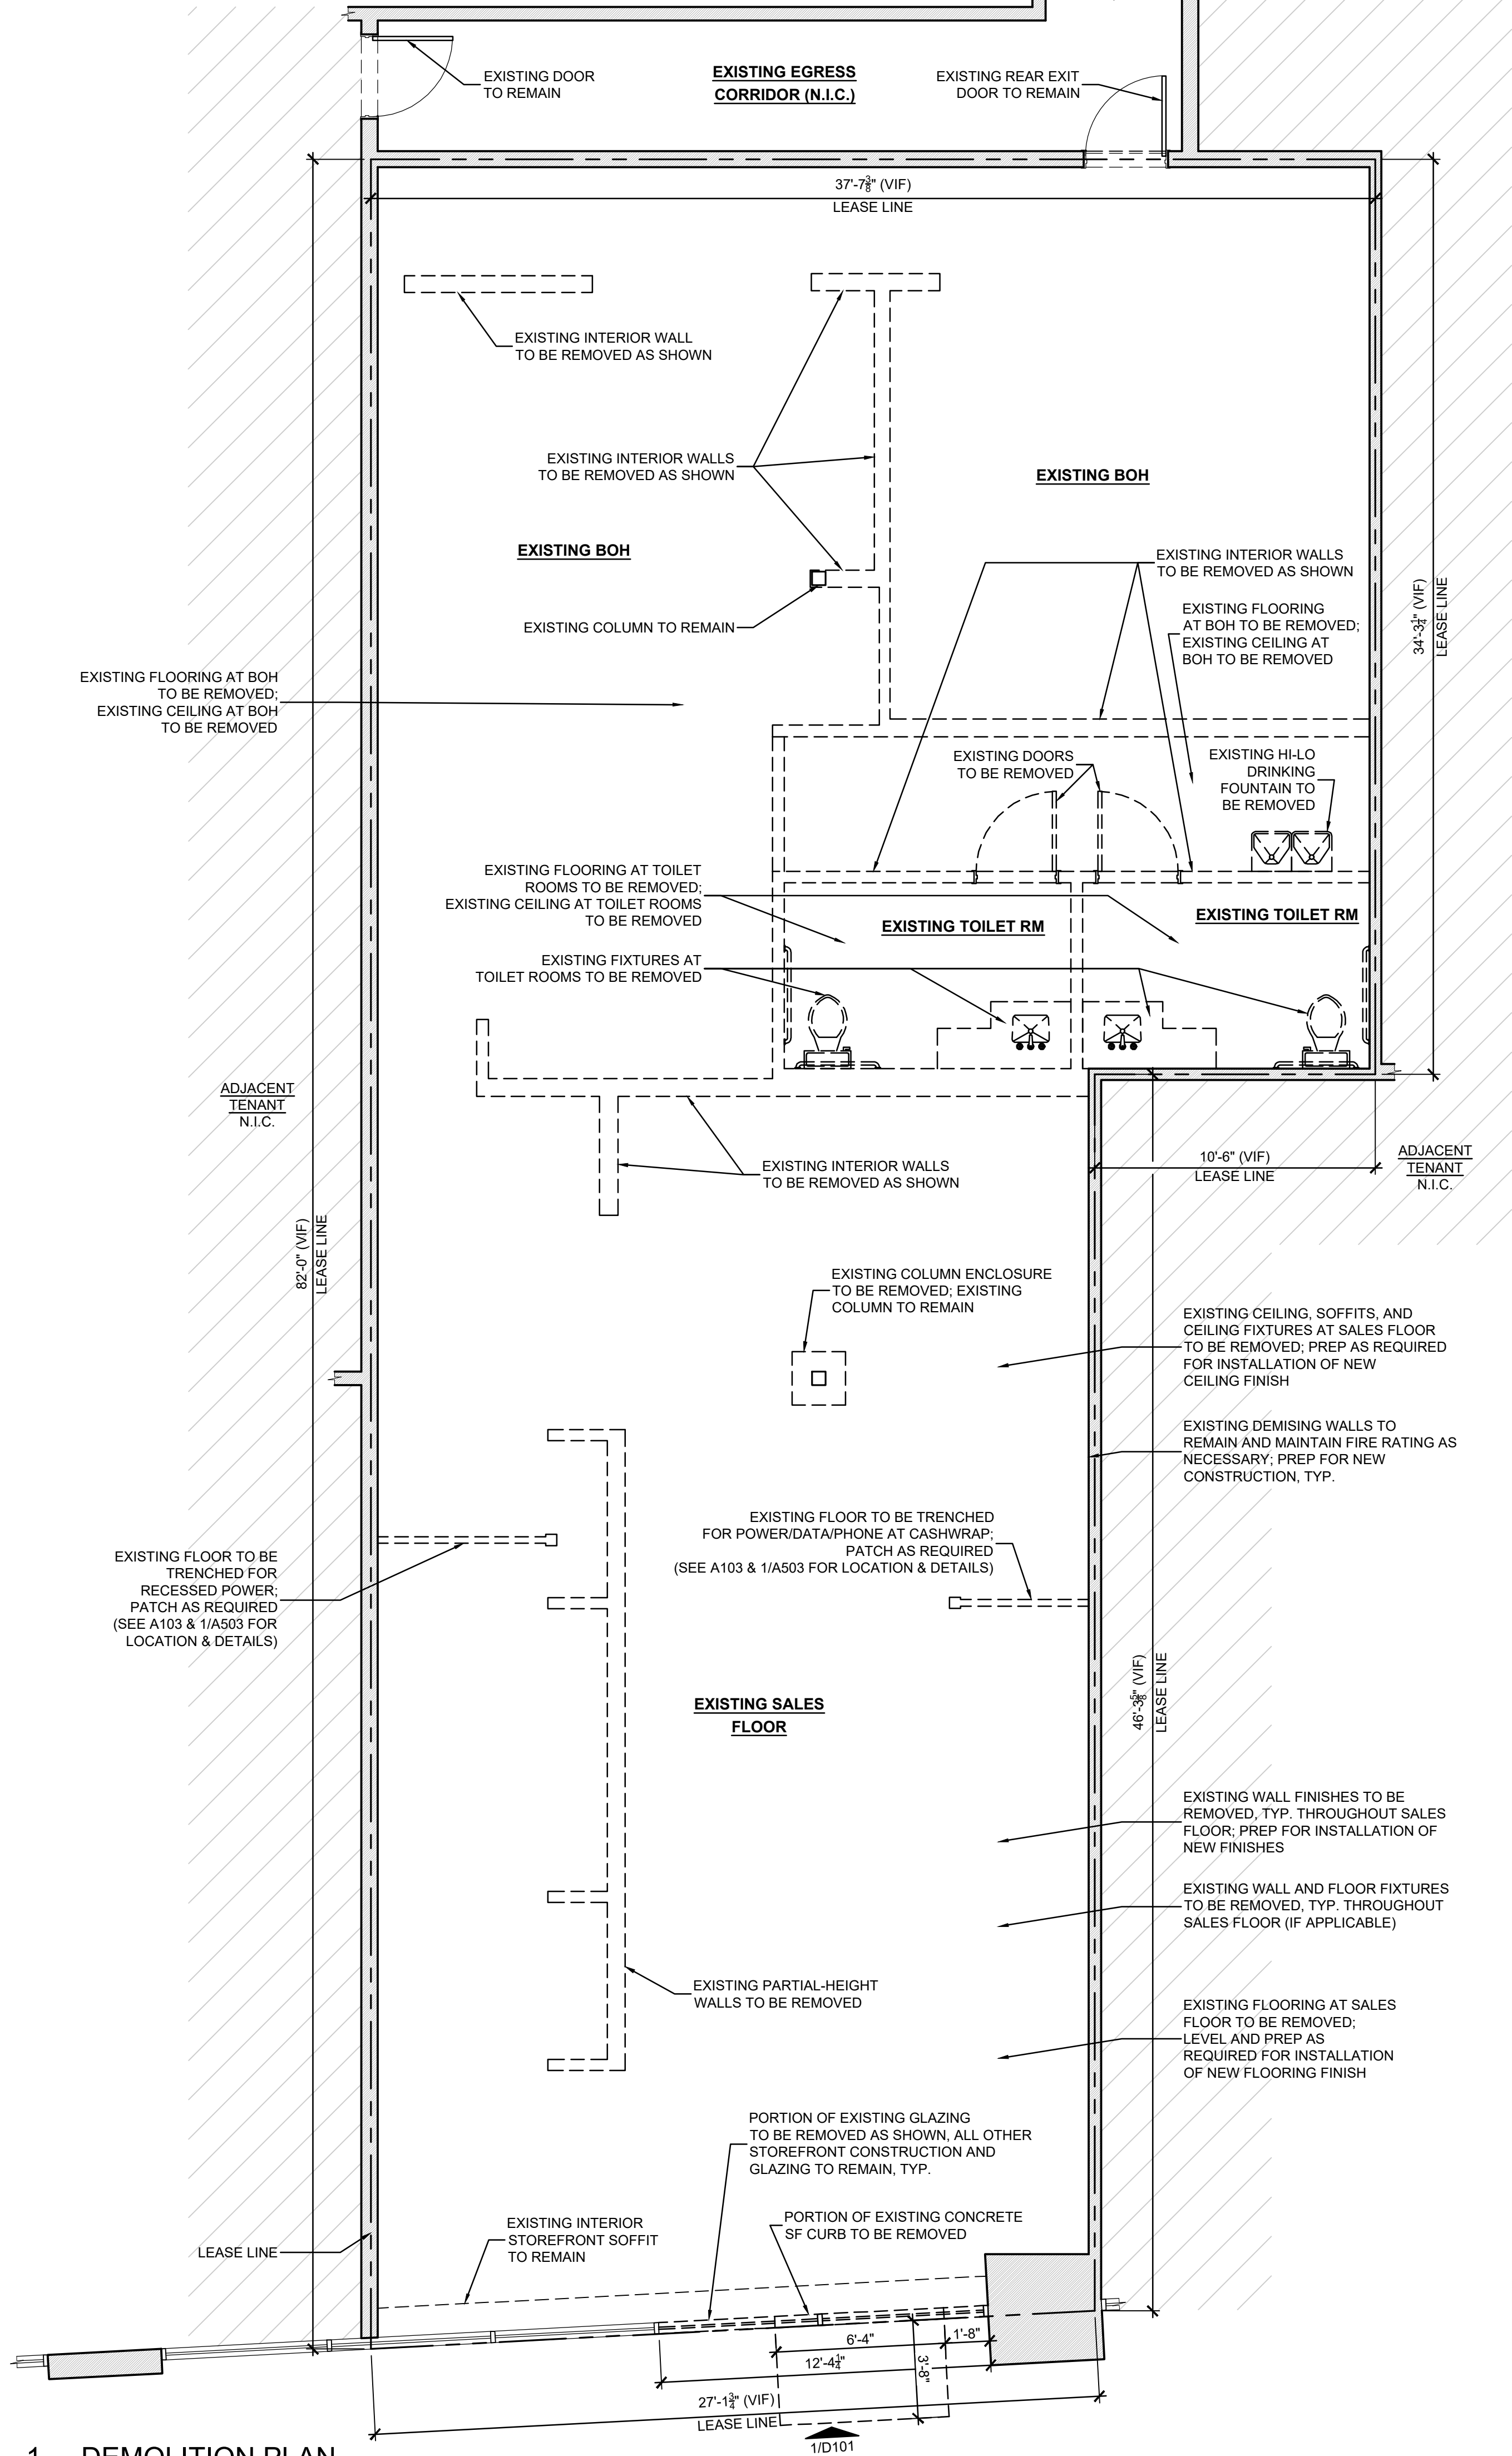 EXISTING DOOR
TO REMAIN
EXISTING EGRESS
CORRIDOR (N.I.C.)
EXISTING REAR EXIT
DOOR TO REMAIN
37'-7 3/8" (VIF)
LEASE LINE
EXISTING INTERIOR WALL
TO BE REMOVED AS SHOWN
EXISTING INTERIOR WALLS
TO BE REMOVED AS SHOWN
EXISTING BOH
EXISTING BOH
EXISTING INTERIOR WALLS
TO BE REMOVED AS SHOWN
EXISTING COLUMN TO REMAIN
EXISTING FLOORING
AT BOH TO BE REMOVED;
EXISTING CEILING AT
BOH TO BE REMOVED
34'-3 1/4" (VIF)
LEASE LINE
EXISTING FLOORING AT BOH
TO BE REMOVED;
EXISTING CEILING AT BOH
TO BE REMOVED
EXISTING DOORS
TO BE REMOVED
EXISTING HI-LO
DRINKING
FOUNTAIN TO
BE REMOVED
EXISTING FLOORING AT TOILET
ROOMS TO BE REMOVED;
EXISTING CEILING AT TOILET ROOMS
TO BE REMOVED
EXISTING TOILET RM
EXISTING TOILET RM
EXISTING FIXTURES AT
TOILET ROOMS TO BE REMOVED
ADJACENT
TENANT
N.I.C.
EXISTING INTERIOR WALLS
TO BE REMOVED AS SHOWN
10'-6" (VIF)
LEASE LINE
ADJACENT
TENANT
N.I.C.
82'-0" (VIF)
LEASE LINE
EXISTING COLUMN ENCLOSURE
TO BE REMOVED; EXISTING
COLUMN TO REMAIN
EXISTING CEILING, SOFFITS, AND
CEILING FIXTURES AT SALES FLOOR
TO BE REMOVED; PREP AS REQUIRED
FOR INSTALLATION OF NEW
CEILING FINISH
EXISTING DEMISING WALLS TO
REMAIN AND MAINTAIN FIRE RATING AS
NECESSARY; PREP FOR NEW
CONSTRUCTION, TYP.
EXISTING FLOOR TO BE TRENCHED
FOR POWER/DATA/PHONE AT CASHWRAP;
PATCH AS REQUIRED
(SEE A103 & 1/A503 FOR LOCATION & DETAILS)
EXISTING FLOOR TO BE
TRENCHED FOR
RECESSED POWER;
PATCH AS REQUIRED
(SEE A103 & 1/A503 FOR
LOCATION & DETAILS)
46'-3 5/8" (VIF)
LEASE LINE
EXISTING SALES
FLOOR
EXISTING WALL FINISHES TO BE
REMOVED, TYP. THROUGHOUT SALES
FLOOR; PREP FOR INSTALLATION OF
NEW FINISHES
EXISTING WALL AND FLOOR FIXTURES
TO BE REMOVED, TYP. THROUGHOUT
SALES FLOOR (IF APPLICABLE)
EXISTING PARTIAL-HEIGHT
WALLS TO BE REMOVED
EXISTING FLOORING AT SALES
FLOOR TO BE REMOVED;
LEVEL AND PREP AS
REQUIRED FOR INSTALLATION
OF NEW FLOORING FINISH
PORTION OF EXISTING GLAZING
TO BE REMOVED AS SHOWN, ALL OTHER
STOREFRONT CONSTRUCTION AND
GLAZING TO REMAIN, TYP.
EXISTING INTERIOR
STOREFRONT SOFFIT
TO REMAIN
PORTION OF EXISTING CONCRETE
SF CURB TO BE REMOVED
LEASE LINE
6'-4"
1'-8"
12'-4 1/4"
3'-8"
27'-1 3/4" (VIF)
LEASE LINE
1/D101
1 DEMOLITION PLAN